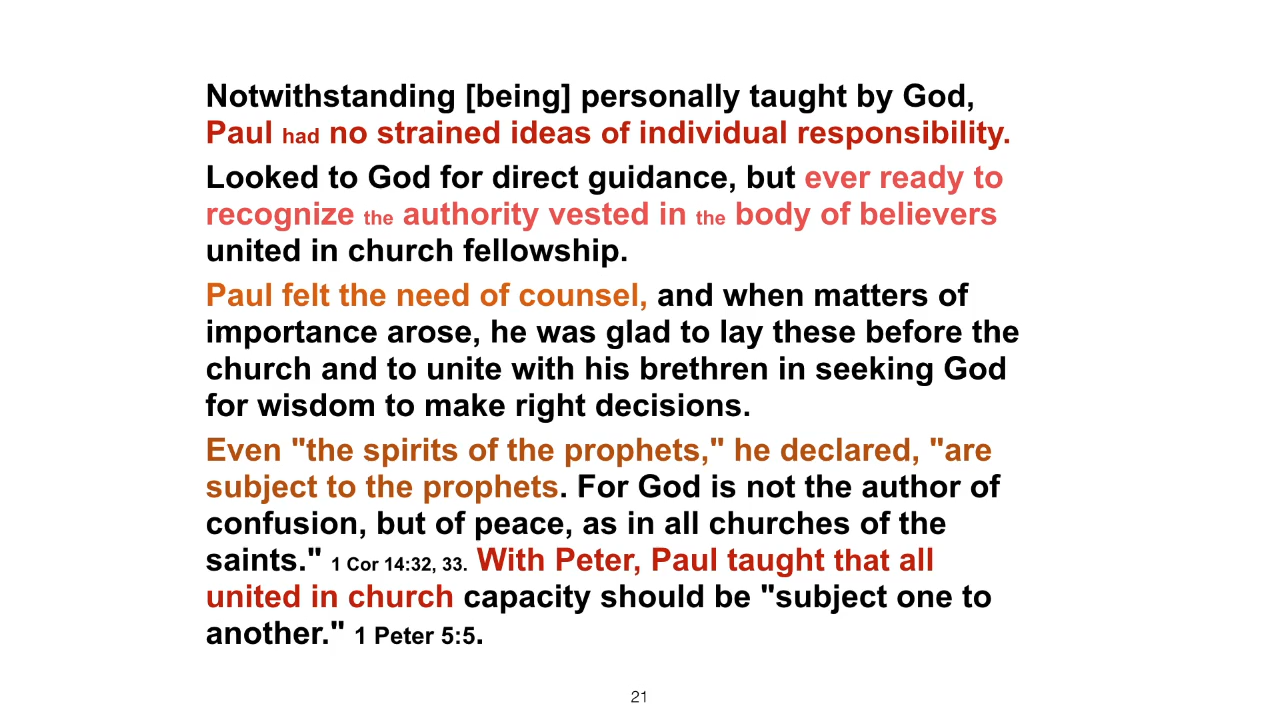 Notwithstanding [being] personally taught by God,
Paul had no strained ideas of individual responsibility.
Looked to God for direct guidance, but ever ready to
recognize the authority vested in the body of believers
united in church fellowship.
Paul felt the need of counsel, and when matters of
importance arose, he was glad to lay these before the
church and to unite with his brethren in seeking God
for wisdom to make right decisions.
Even "the spirits of the prophets," he declared, "are
subject to the prophets. For God is not the author of
confusion, but of peace, as in all churches of the
saints." 1 Cor 14:32, 33. With Peter, Paul taught that all
united in church capacity should be "subject one to
another." 1 Peter 5:5.
21